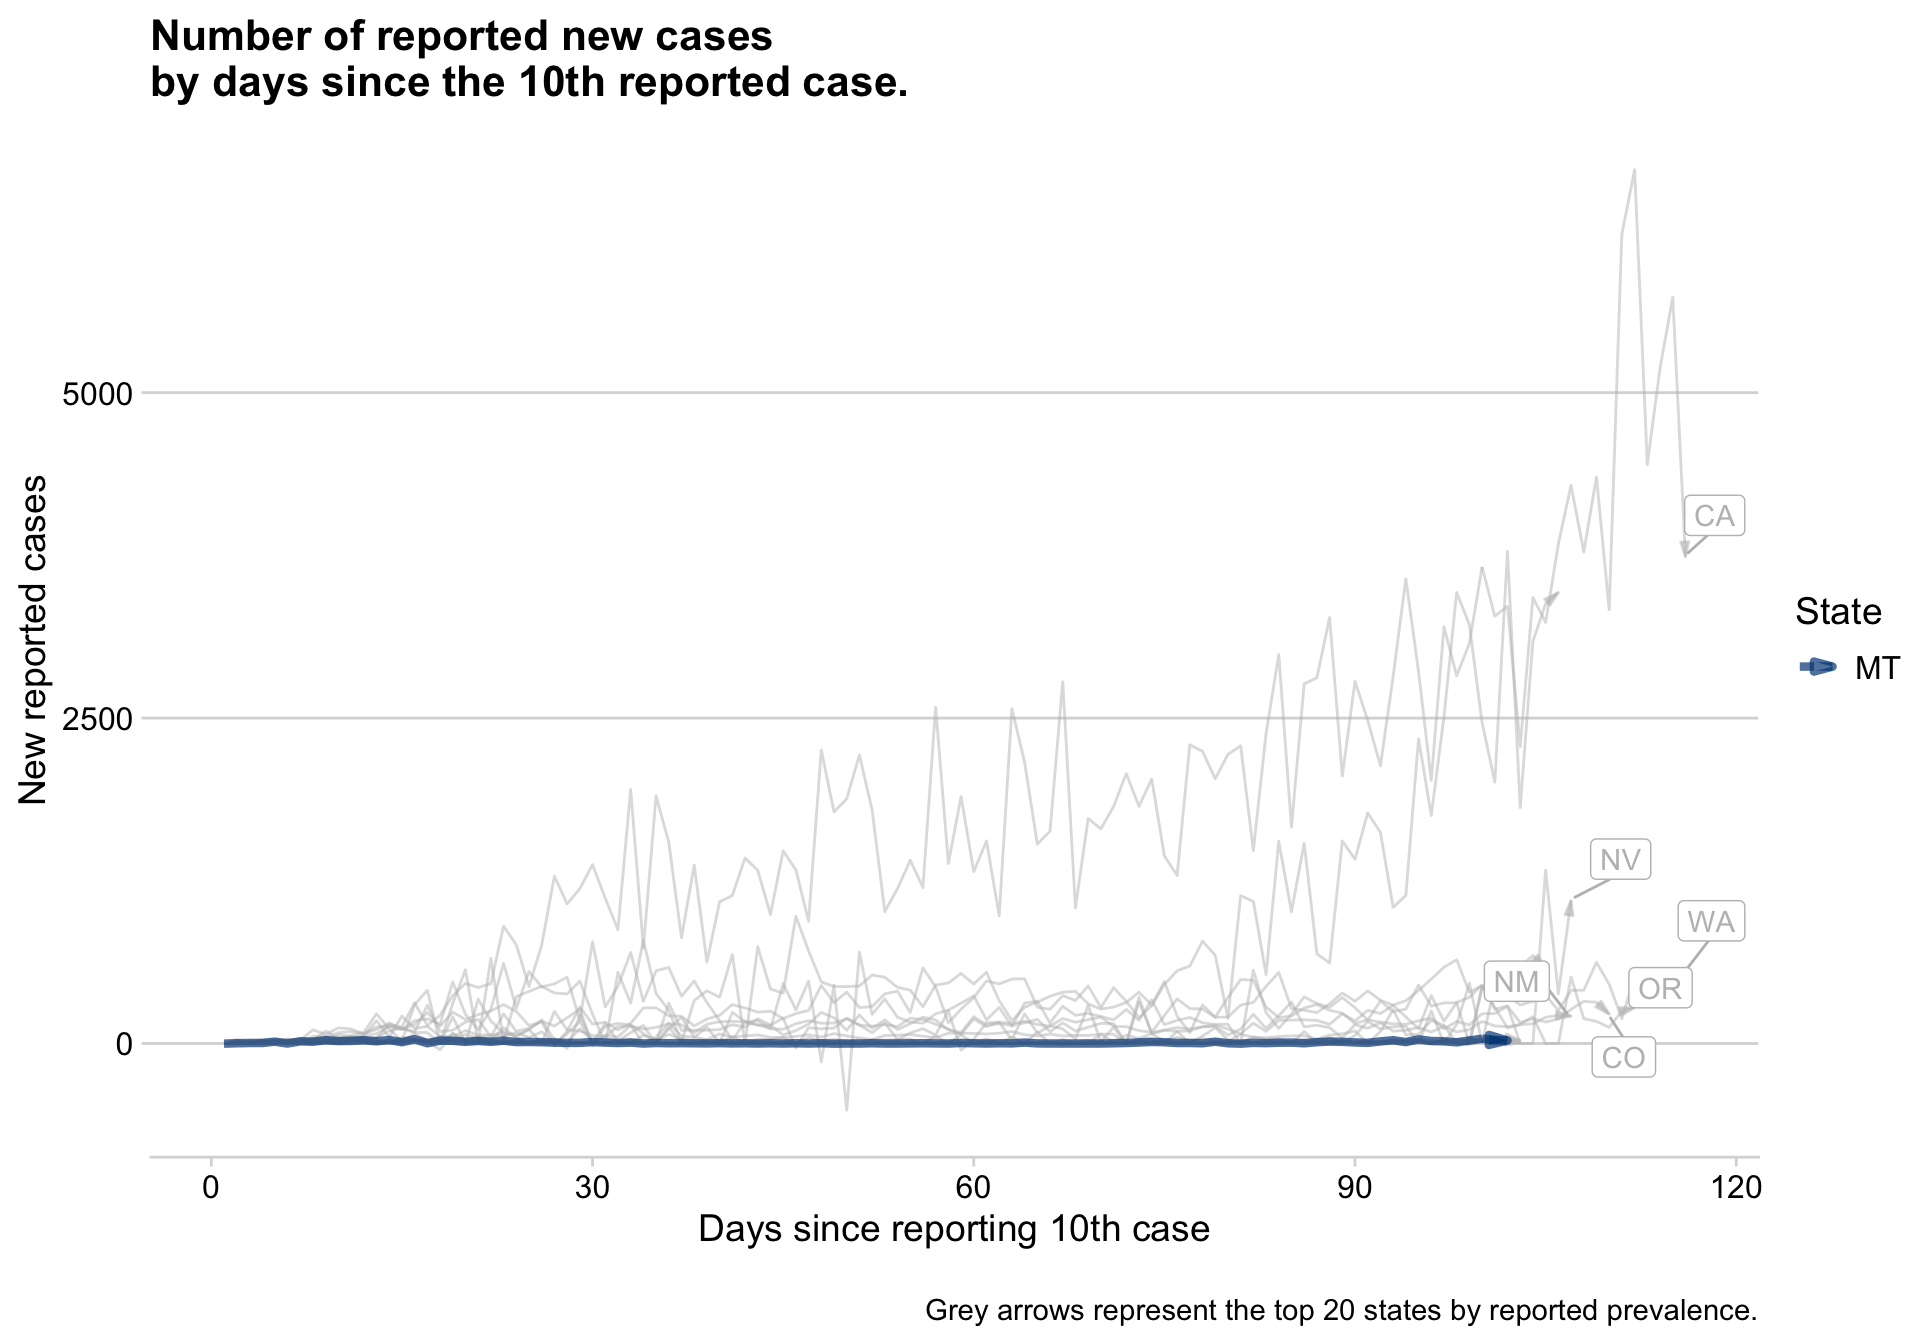 Number of reported new cases
by days since the 10th reported case.
New reported cases
5000
2500
0
CA
NV
WA
NM
OR
CO
State
MT
0
30
60
90
120
Days since reporting 10th case
Grey arrows represent the top 20 states by reported prevalence.